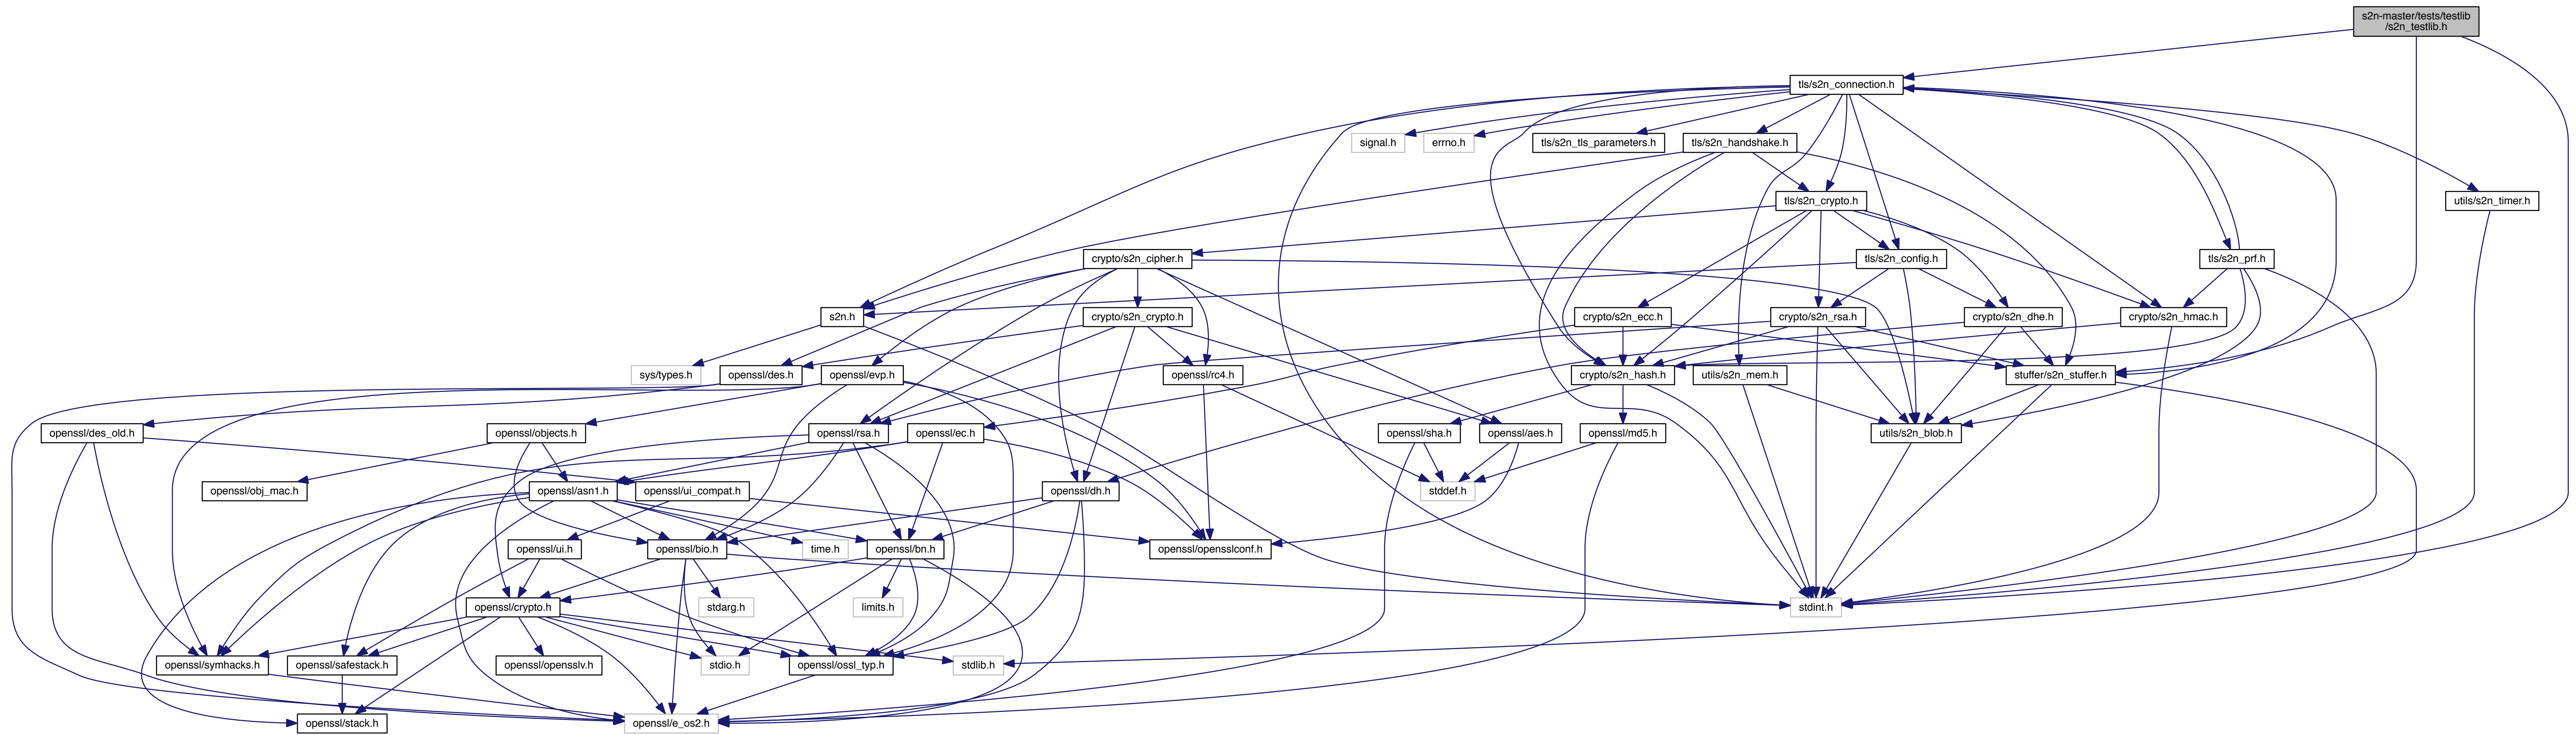 s2n-master/tests/testlib
/s2n_testlib.h
tls/s2n_connection.h
signal.h
errno.h
tls/s2n_tls_parameters.h
tls/s2n_handshake.h
tls/s2n_crypto.h
utils/s2n_timer.h
crypto/s2n_cipher.h
tls/s2n_config.h
tls/s2n_prf.h
s2n.h
crypto/s2n_crypto.h
crypto/s2n_ecc.h
crypto/s2n_rsa.h
crypto/s2n_dhe.h
crypto/s2n_hmac.h
sys/types.h
openssl/des.h
openssl/evp.h
openssl/rc4.h
crypto/s2n_hash.h
utils/s2n_mem.h
stuffer/s2n_stuffer.h
openssl/des_old.h
openssl/objects.h
openssl/rsa.h
openssl/ec.h
openssl/sha.h
openssl/aes.h
openssl/md5.h
utils/s2n_blob.h
openssl/obj_mac.h
openssl/asn1.h
openssl/ui_compat.h
openssl/dh.h
stddef.h
openssl/ui.h
openssl/bio.h
time.h
openssl/bn.h
openssl/opensslconf.h
openssl/crypto.h
stdarg.h
limits.h
stdint.h
openssl/symhacks.h
openssl/safestack.h
openssl/opensslv.h
stdio.h
openssl/ossl_typ.h
stdlib.h
openssl/stack.h
openssl/e_os2.h